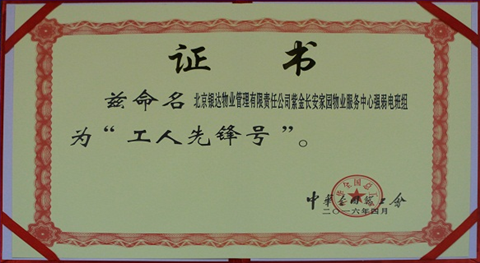 证书
兹命名北京银达物业管理有限责任公司紫金长安家园物业服务中心强弱电班组
为“工人先锋号”。
中华全国总工会
二〇一六年四月